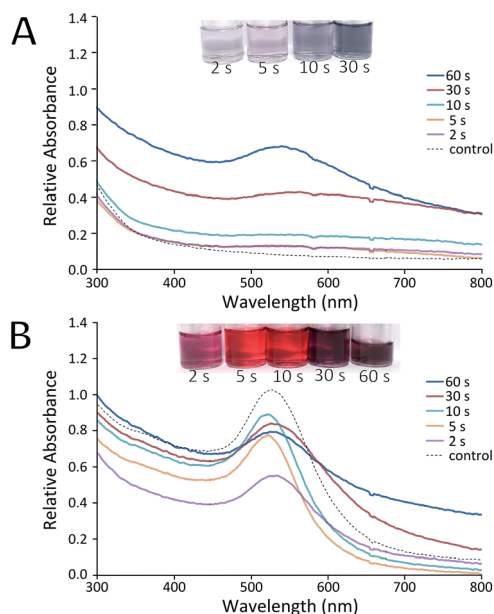 A
1.4
1.2
1.0
0.8
0.6
0.4
0.2
0.0
Relative Absorbance
2 s
5 s
10 s
30 s
60 s
30 s
10 s
5 s
2 s
control
300
400
500
600
700
800
Wavelength (nm)
B
1.4
1.2
1.0
0.8
0.6
0.4
0.2
0.0
Relative Absorbance
2 s
5 s
10 s
30 s
60 s
60 s
30 s
10 s
5 s
2 s
control
300
400
500
600
700
800
Wavelength (nm)